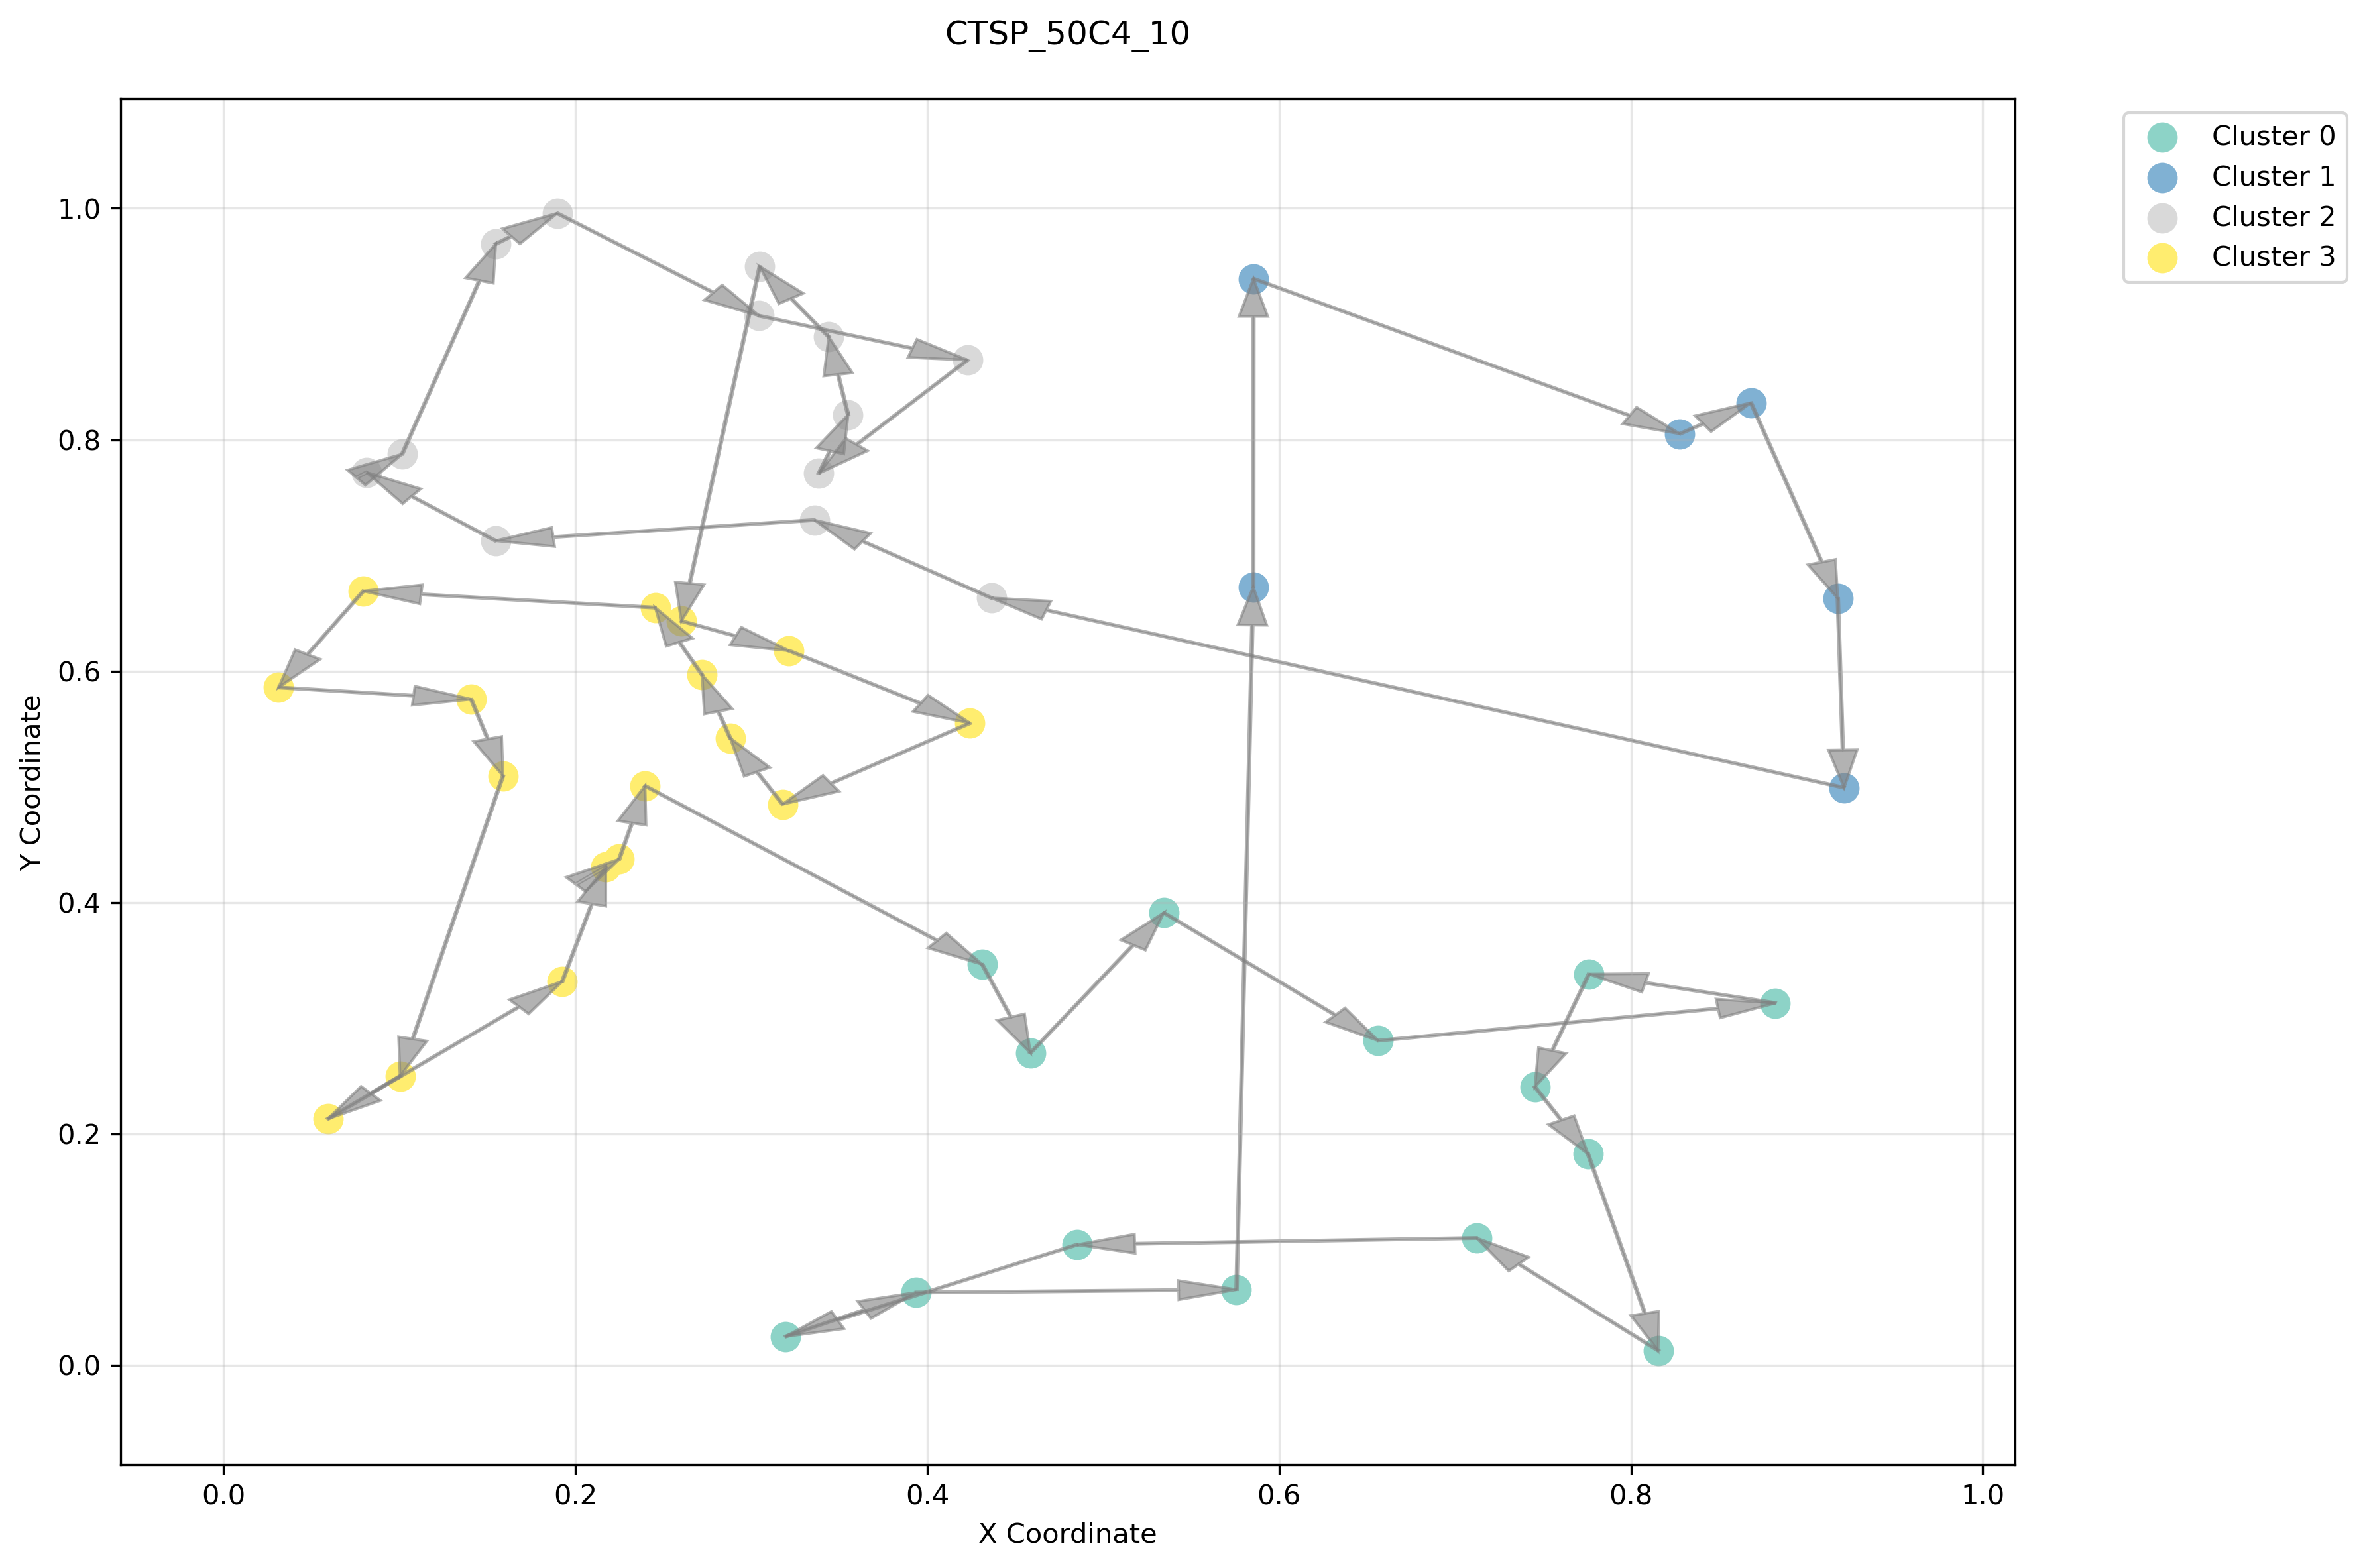 CTSP_50C4_10
Cluster 0
Cluster 1
Cluster 2
Cluster 3
1.0
0.8
0.6
0.4
0.2
0.0
Y Coordinate
0.0 0.2 0.4 0.6 0.8 1.0
X Coordinate